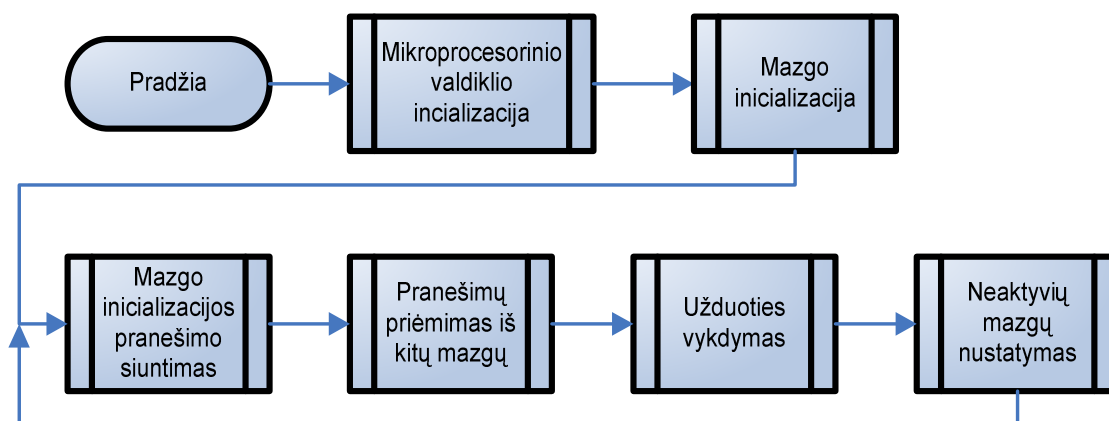 Pradžia
Mikroprocesorinio
valdiklio
incializacija
Mazgo
inicializacija
Mazgo
inicializacijos
pranešimo
siuntimas
Pranešimų
priėmimas iš
kitų mazgų
Užduoties
vykdymas
Neaktyvių
mazgų
nustatymas